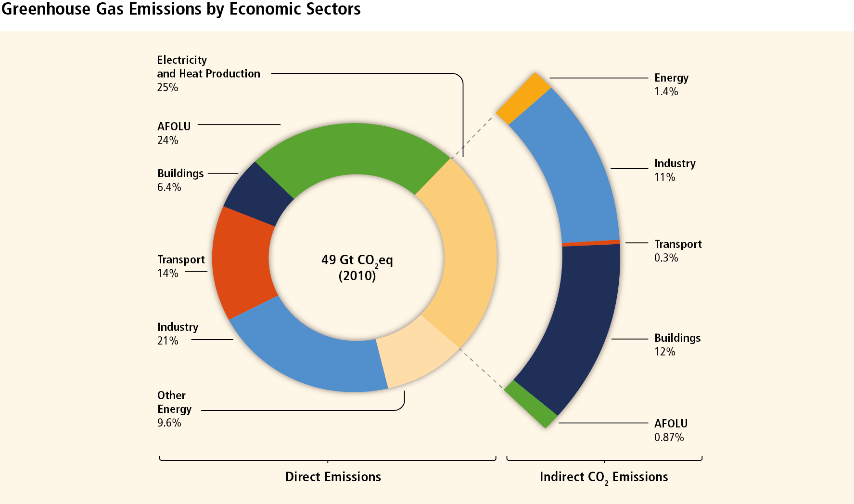 Greenhouse Gas Emissions by Economic Sectors
Electricity
and Heat Production
25%
AFOLU
24%
Buildings
6.4%
Transport
14%
Industry
21%
Other
Energy
9.6%
49 Gt CO₂eq
(2010)
Energy
1.4%
Industry
11%
Transport
0.3%
Buildings
12%
AFOLU
0.87%
Direct Emissions
Indirect CO₂ Emissions